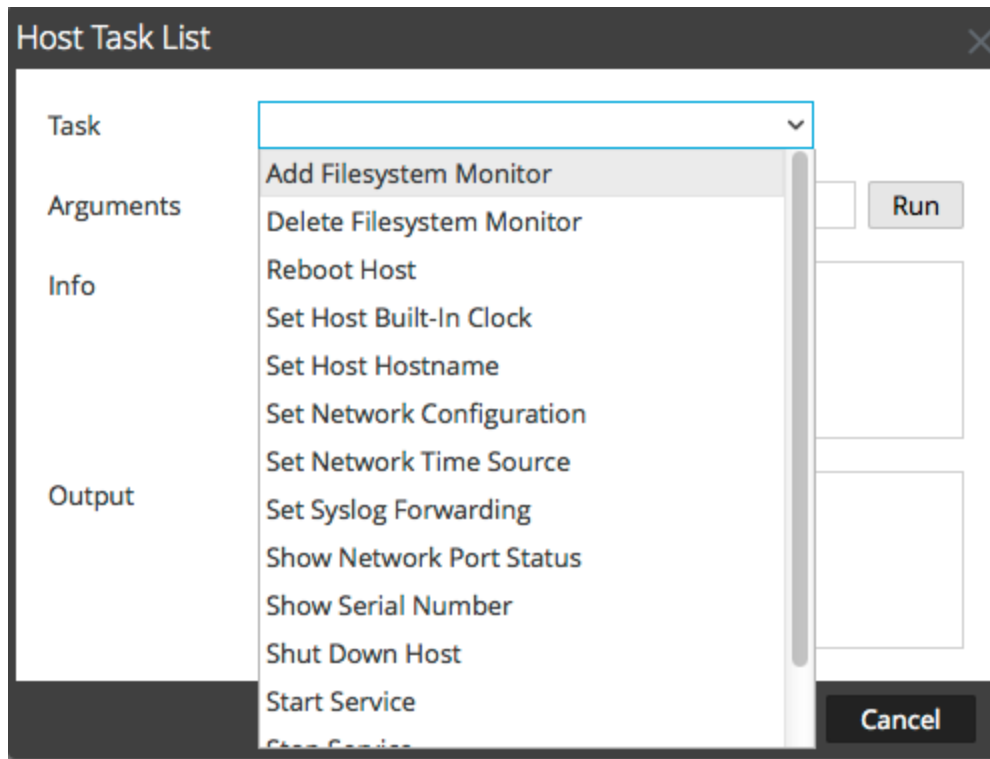 Host Task List
Task
Add Filesystem Monitor
Arguments
Run
Delete Filesystem Monitor
Reboot Host
Info
Set Host Built-In Clock
Set Host Hostname
Set Network Configuration
Set Network Time Source
Output
Set Syslog Forwarding
Show Network Port Status
Show Serial Number
Shut Down Host
Start Service
Stop Service
Cancel